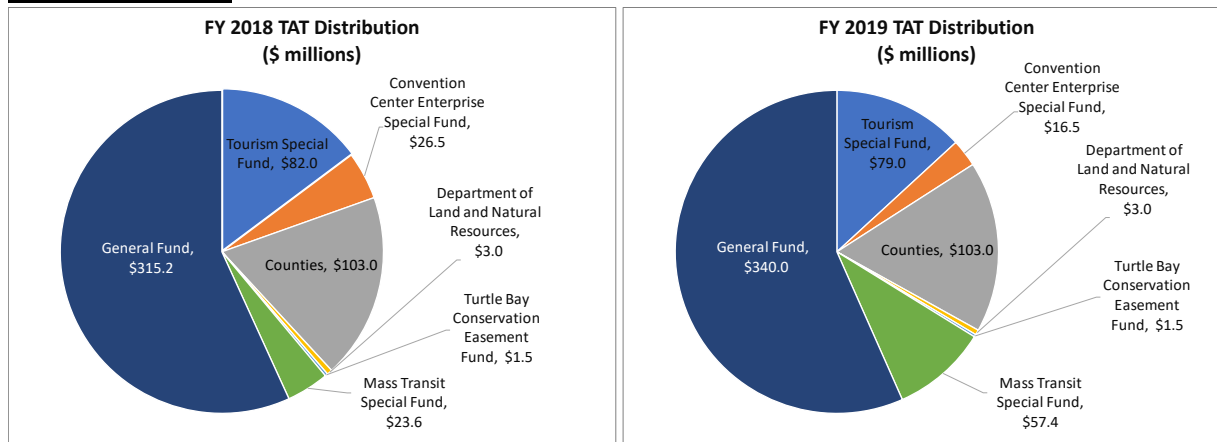 FY 2018 TAT Distribution
($ millions)
Convention
Center Enterprise
Special Fund,
$26.5
Tourism Special
Fund, $82.0
Department of
Land and Natural
Resources,
$3.0
General Fund,
$315.2
Counties, $103.0
Turtle Bay
Conservation
Easement
Fund, $1.5
Mass Transit
Special Fund,
$23.6
FY 2019 TAT Distribution
($ millions)
Convention
Center Enterprise
Special Fund,
$16.5
Tourism
Special Fund,
$79.0
Department of
Land and Natural
Resources,
$3.0
General Fund,
$340.0
Counties, $103.0
Turtle Bay
Conservation
Easement
Fund, $1.5
Mass Transit
Special Fund,
$57.4